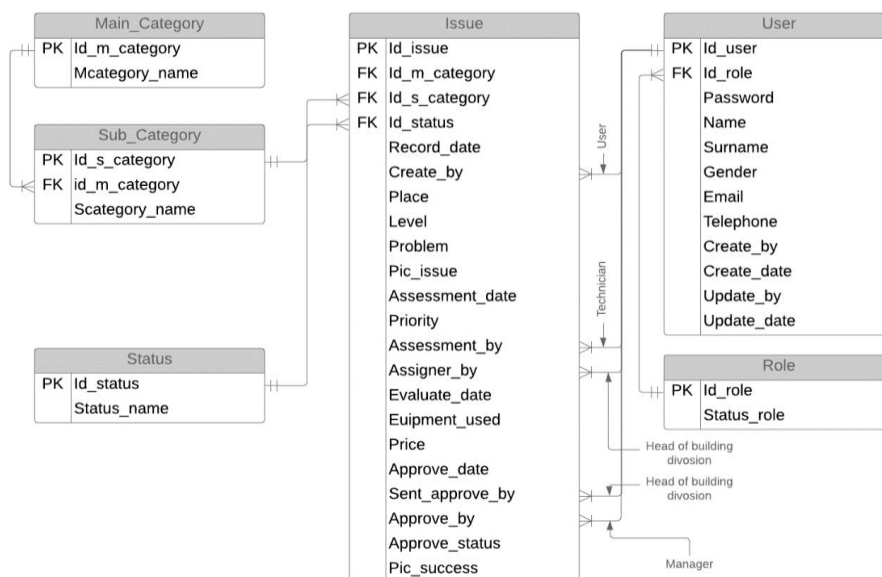 Main_Category
PK Id_m_category
Mcategory_name
Sub_Category
PK Id_s_category
FK id_m_category
Scategory_name
Status
PK Id_status
Status_name
Issue
PK Id_issue
FK Id_m_category
FK Id_s_category
FK Id_status
Record_date
Create_by
Place
Level
Problem
Pic_issue
Assessment_date
Priority
Assessment_by
Assigner_by
Evaluate_date
Euipment_used
Price
Approve_date
Sent_approve_by
Approve_by
Approve_status
Pic_success
User
Technician
User
PK Id_user
FK Id_role
Password
Name
Surname
Gender
Email
Telephone
Create_by
Create_date
Update_by
Update_date
Role
PK Id_role
Status_role
Head of building
divosion
Head of building
divosion
Manager